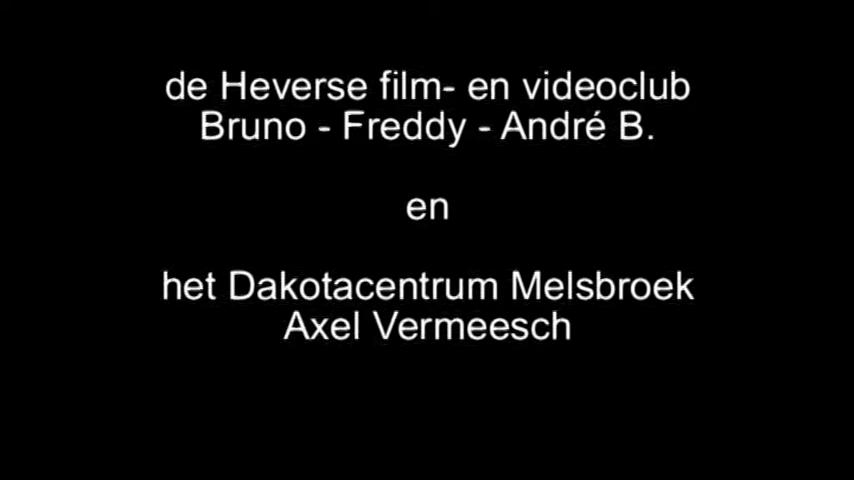 de Heverse film- en videoclub
Bruno - Freddy - André B.
en
het Dakotacentrum Melsbroek
Axel Vermeesch